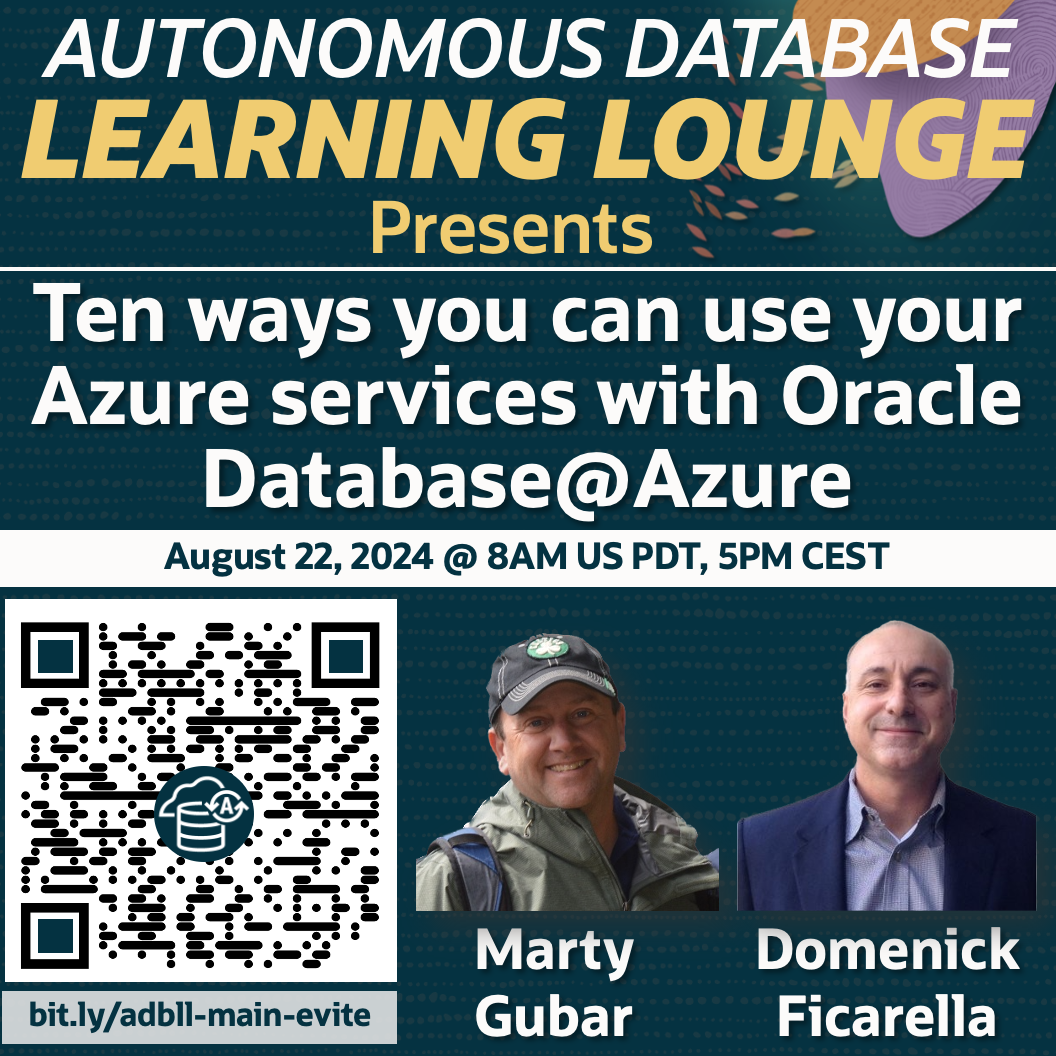 AUTONOMOUS DATABASE
LEARNING LOUNGE
Presents
Ten ways you can use your
Azure services with Oracle
Database@Azure
August 22, 2024 @ 8AM US PDT, 5PM CEST
A
bit.ly/adbll-main-evite
Marty
Gubar
Domenick
Ficarella